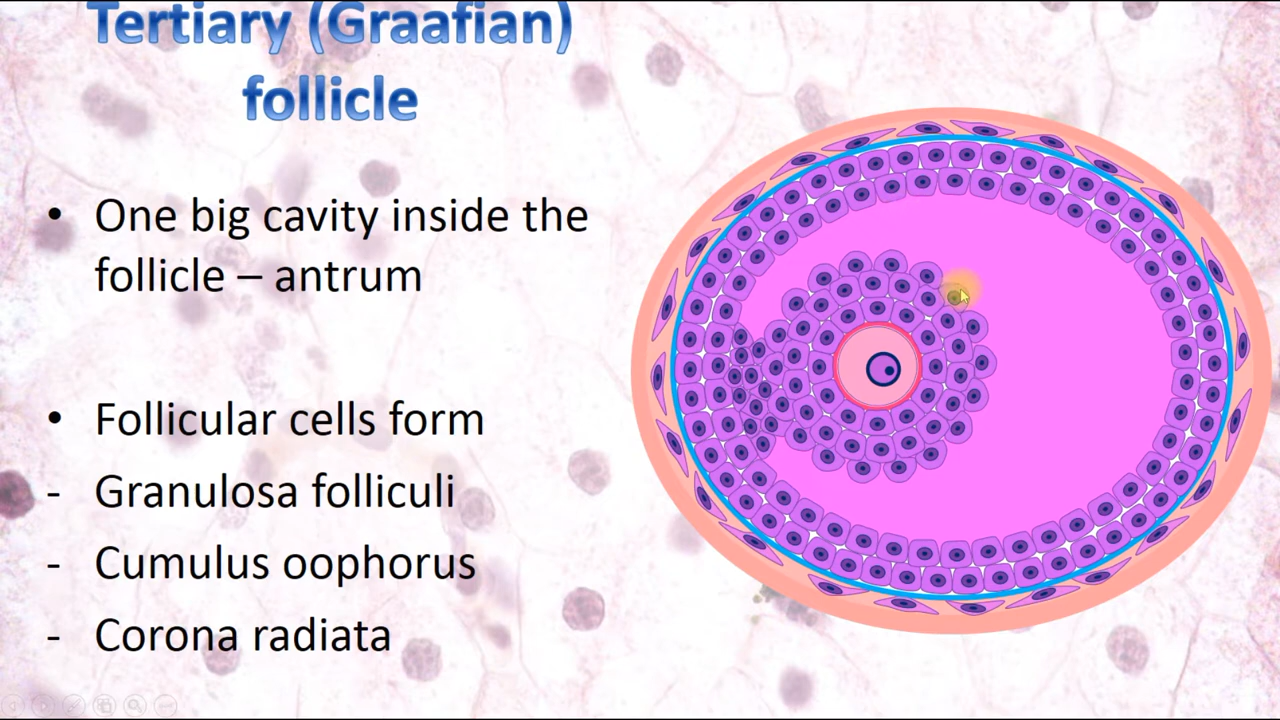 Tertiary (Graafian)
follicle
• One big cavity inside the
follicle – antrum
• Follicular cells form
- Granulosa folliculi
- Cumulus oophorus
- Corona radiata